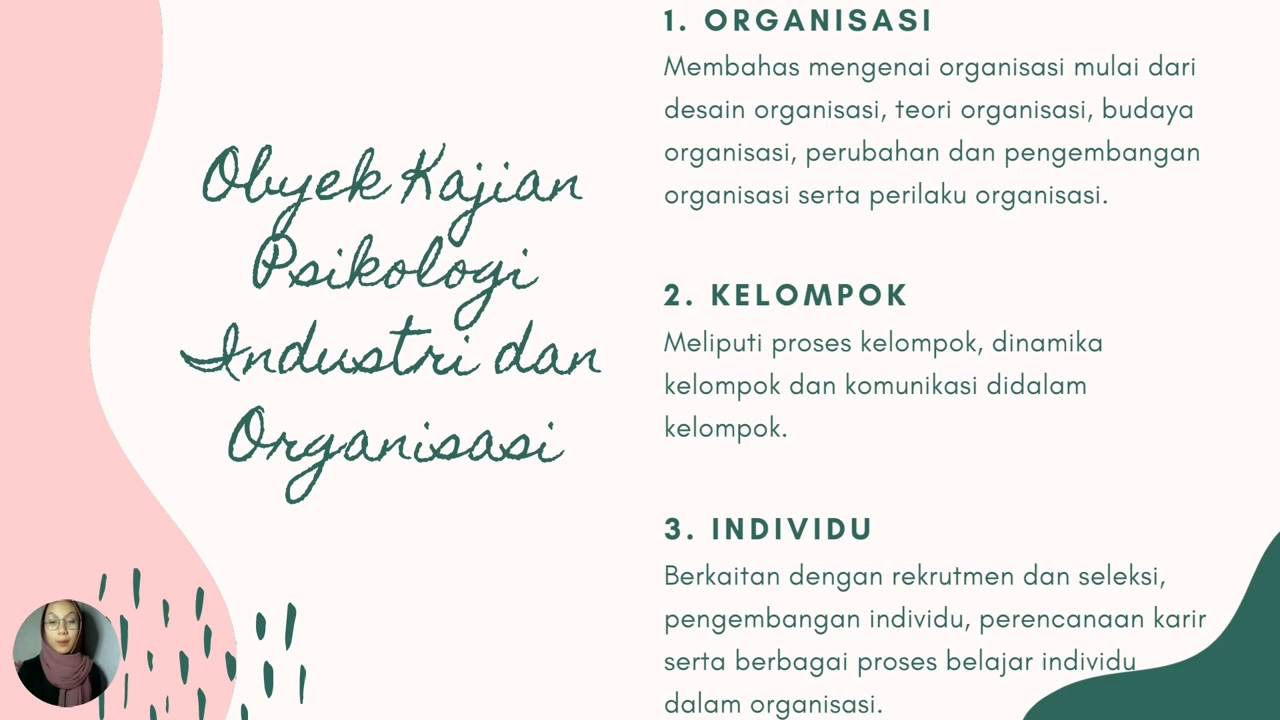 Obyek Kajian
Psikologi
Industri dan
Organisasi
1. ORGANISASI
Membahas mengenai organisasi mulai dari
desain organisasi, teori organisasi, budaya
organisasi, perubahan dan pengembangan
organisasi serta perilaku organisasi.
2. KELOMPOK
Meliputi proses kelompok, dinamika
kelompok dan komunikasi didalam
kelompok.
3. INDIVIDU
Berkaitan dengan rekrutmen dan seleksi,
pengembangan individu, perencanaan karir
serta berbagai proses belajar individu
dalam organisasi.